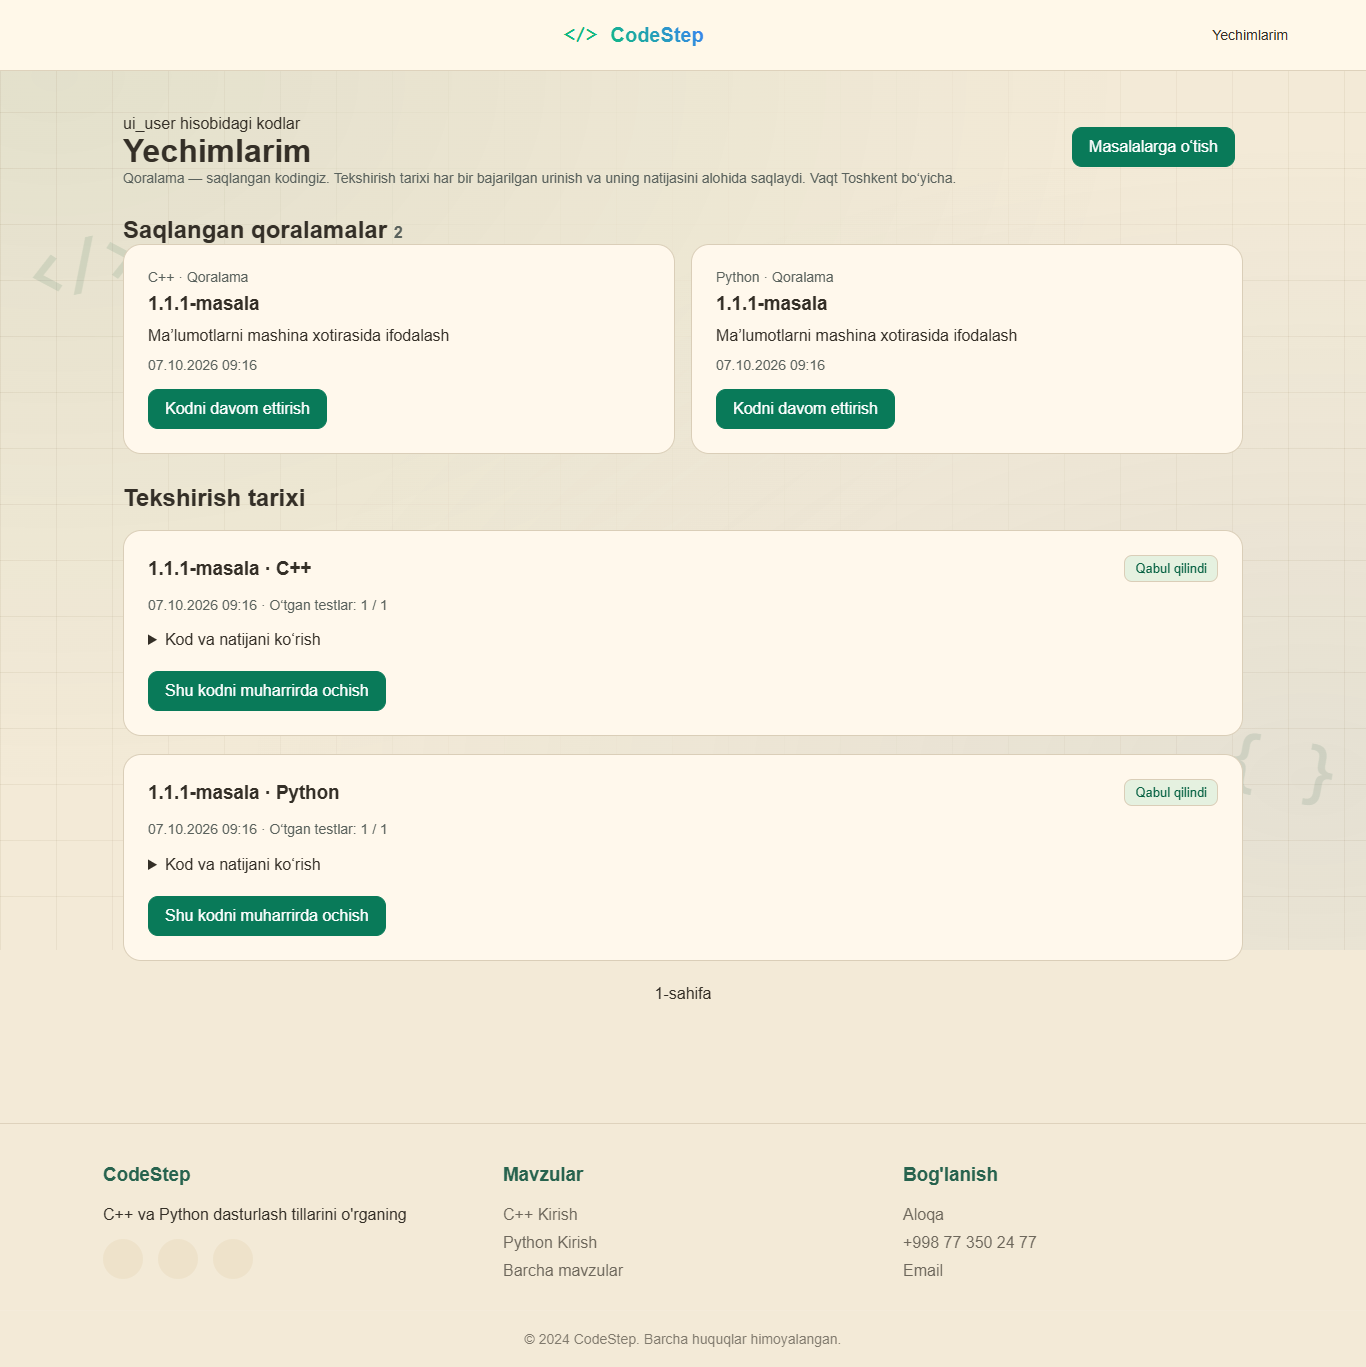 </> CodeStep
Yechimlarim
ui_user hisobidagi kodlar
Yechimlarim
Qoralama — saqlangan kodingiz. Tekshirish tarixi har bir bajarilgan urinish va uning natijasini alohida saqlaydi. Vaqt Toshkent bo‘yicha.
Masalalarga o‘tish
Saqlangan qoralamalar 2
</>
C++ · Qoralama
1.1.1-masala
Ma’lumotlarni mashina xotirasida ifodalash
07.10.2026 09:16
Kodni davom ettirish
Python · Qoralama
1.1.1-masala
Ma’lumotlarni mashina xotirasida ifodalash
07.10.2026 09:16
Kodni davom ettirish
Tekshirish tarixi
1.1.1-masala · C++
Qabul qilindi
07.10.2026 09:16 · O‘tgan testlar: 1 / 1
Kod va natijani ko‘rish
Shu kodni muharrirda ochish
{ }
1.1.1-masala · Python
Qabul qilindi
07.10.2026 09:16 · O‘tgan testlar: 1 / 1
Kod va natijani ko‘rish
Shu kodni muharrirda ochish
1-sahifa
CodeStep
C++ va Python dasturlash tillarini o'rganing
Mavzular
C++ Kirish
Python Kirish
Barcha mavzular
Bog'lanish
Aloqa
+998 77 350 24 77
Email
© 2024 CodeStep. Barcha huquqlar himoyalangan.